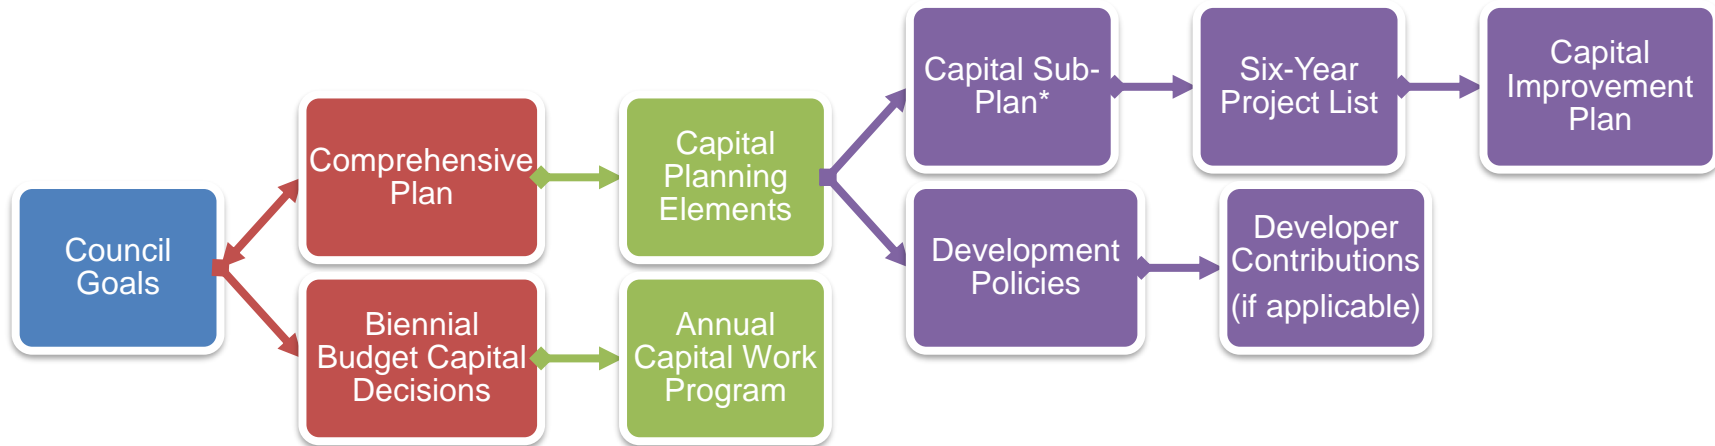 Council
Goals
Comprehensive
Plan
Biennial
Budget Capital
Decisions
Capital
Planning
Elements
Annual
Capital Work
Program
Capital Sub-
Plan*
Six-Year
Project List
Capital
Improvement
Plan
Development
Policies
Developer
Contributions
(if applicable)